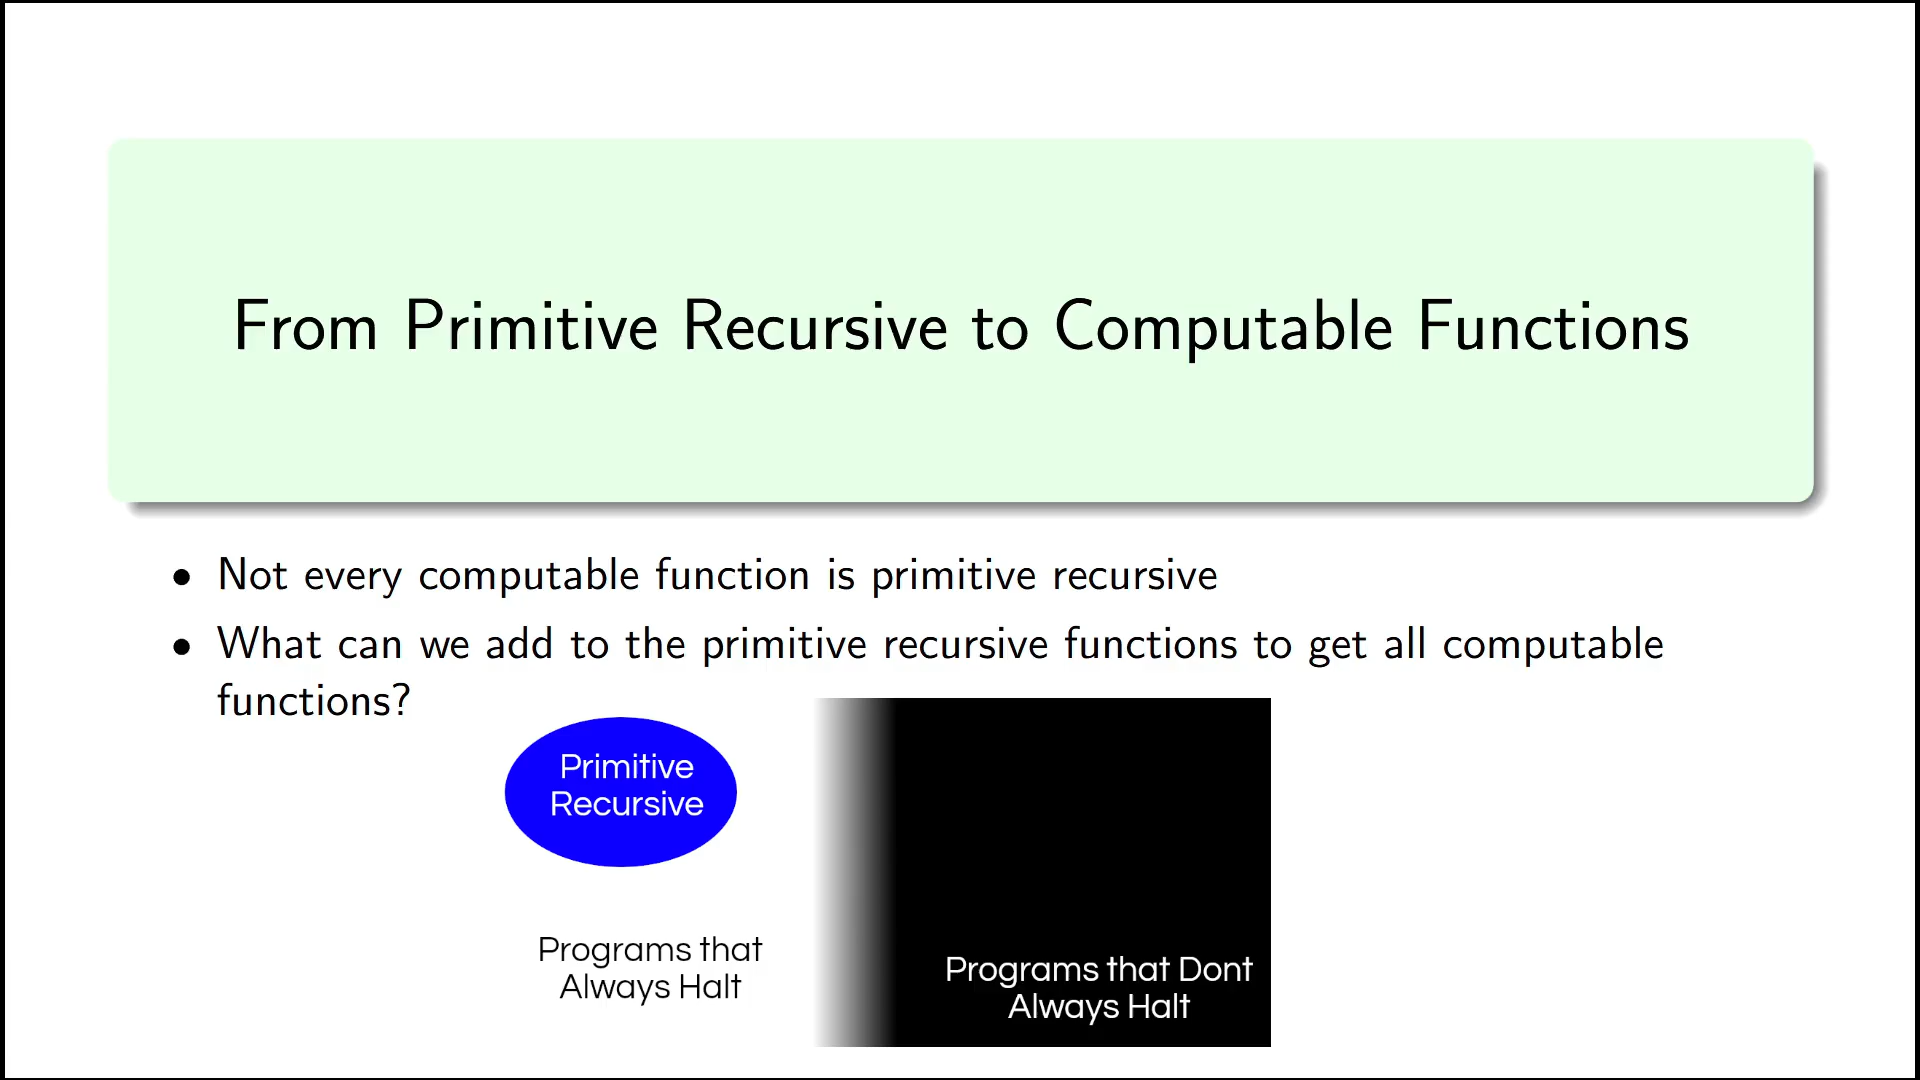 From Primitive Recursive to Computable Functions
• Not every computable function is primitive recursive
• What can we add to the primitive recursive functions to get all computable
functions?
Primitive
Recursive
Programs that
Always Halt
Programs that Dont
Always Halt